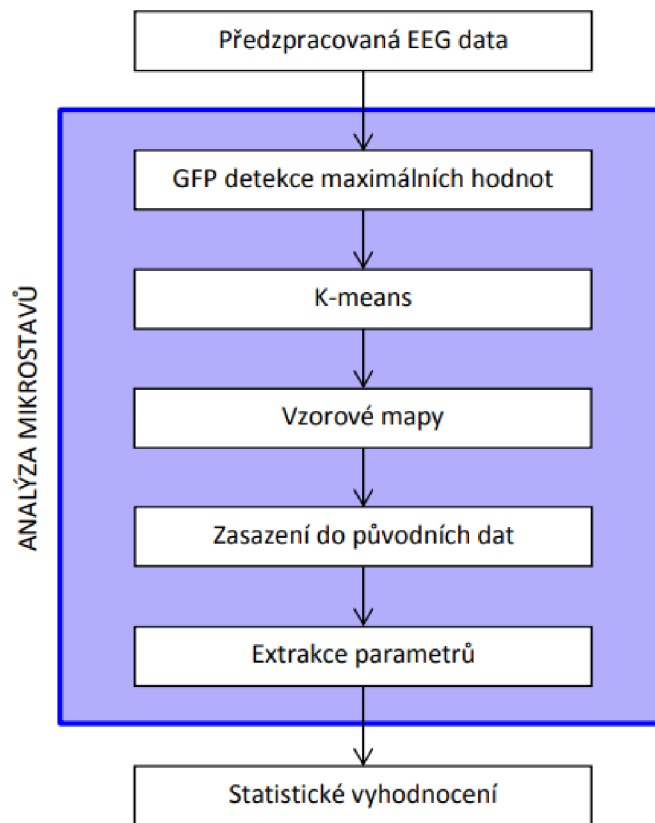 Předzpracovaná EEG data
ANALÝZA MIKROSTAVŮ
GFP detekce maximálních hodnot
K-means
Vzorové mapy
Zasazení do původních dat
Extrakce parametrů
Statistické vyhodnocení